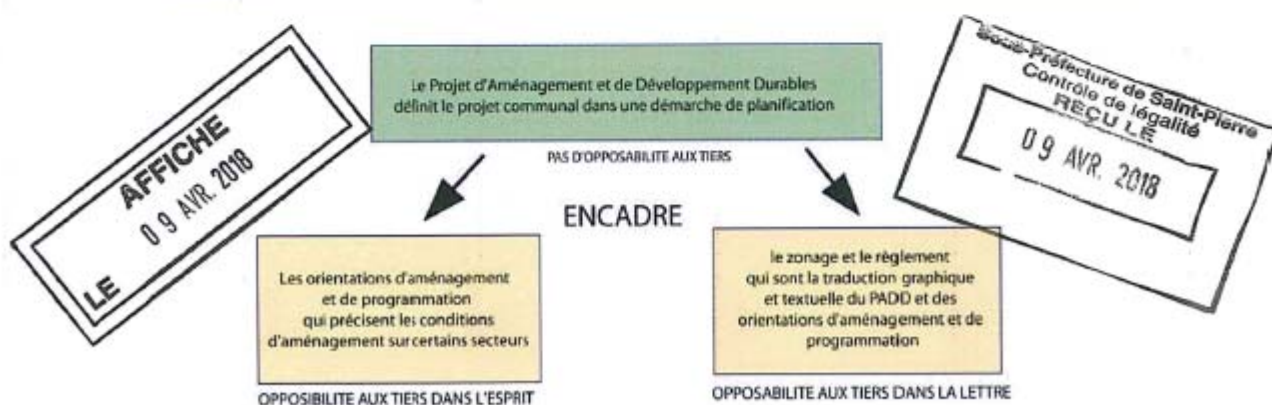 Le Projet d'Aménagement et de Développement Durables
définit le projet communal dans une démarche de planification
PAS D'OPPOSABILITE AUX TIERS
AFFICHE
LE 09 AVR. 2018
Sous-Préfecture de Saint-Pierre
Contrôle de légalité
REÇU LE
09 AVR. 2018
ENCADRE
Les orientations d'aménagement
et de programmation
qui précisent les conditions
d'aménagement sur certains secteurs
OPPOSIBILITE AUX TIERS DANS L'ESPRIT
le zonage et le règlement
qui sont la traduction graphique
et textuelle du PADD et des
orientations d'aménagement et de
programmation
OPPOSABILITE AUX TIERS DANS LA LETTRE